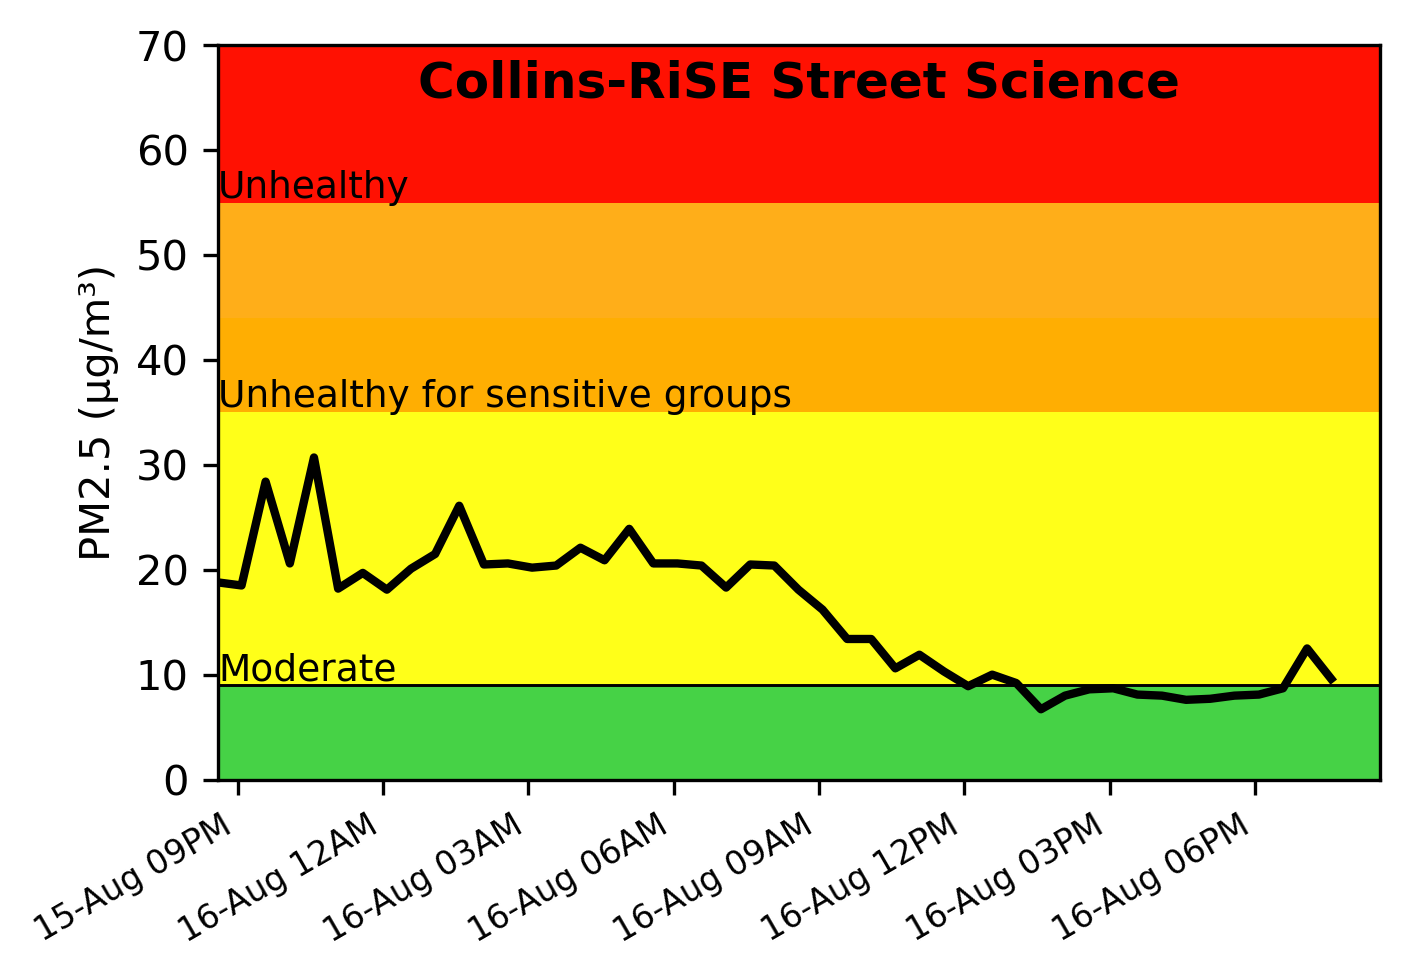 Collins-RiSE Street Science
PM2.5 (µg/m³)
70
60
Unhealthy
50
40
Unhealthy for sensitive groups
30
20
10
Moderate
0
15-Aug 09PM
16-Aug 12AM
16-Aug 03AM
16-Aug 06AM
16-Aug 09AM
16-Aug 12PM
16-Aug 03PM
16-Aug 06PM